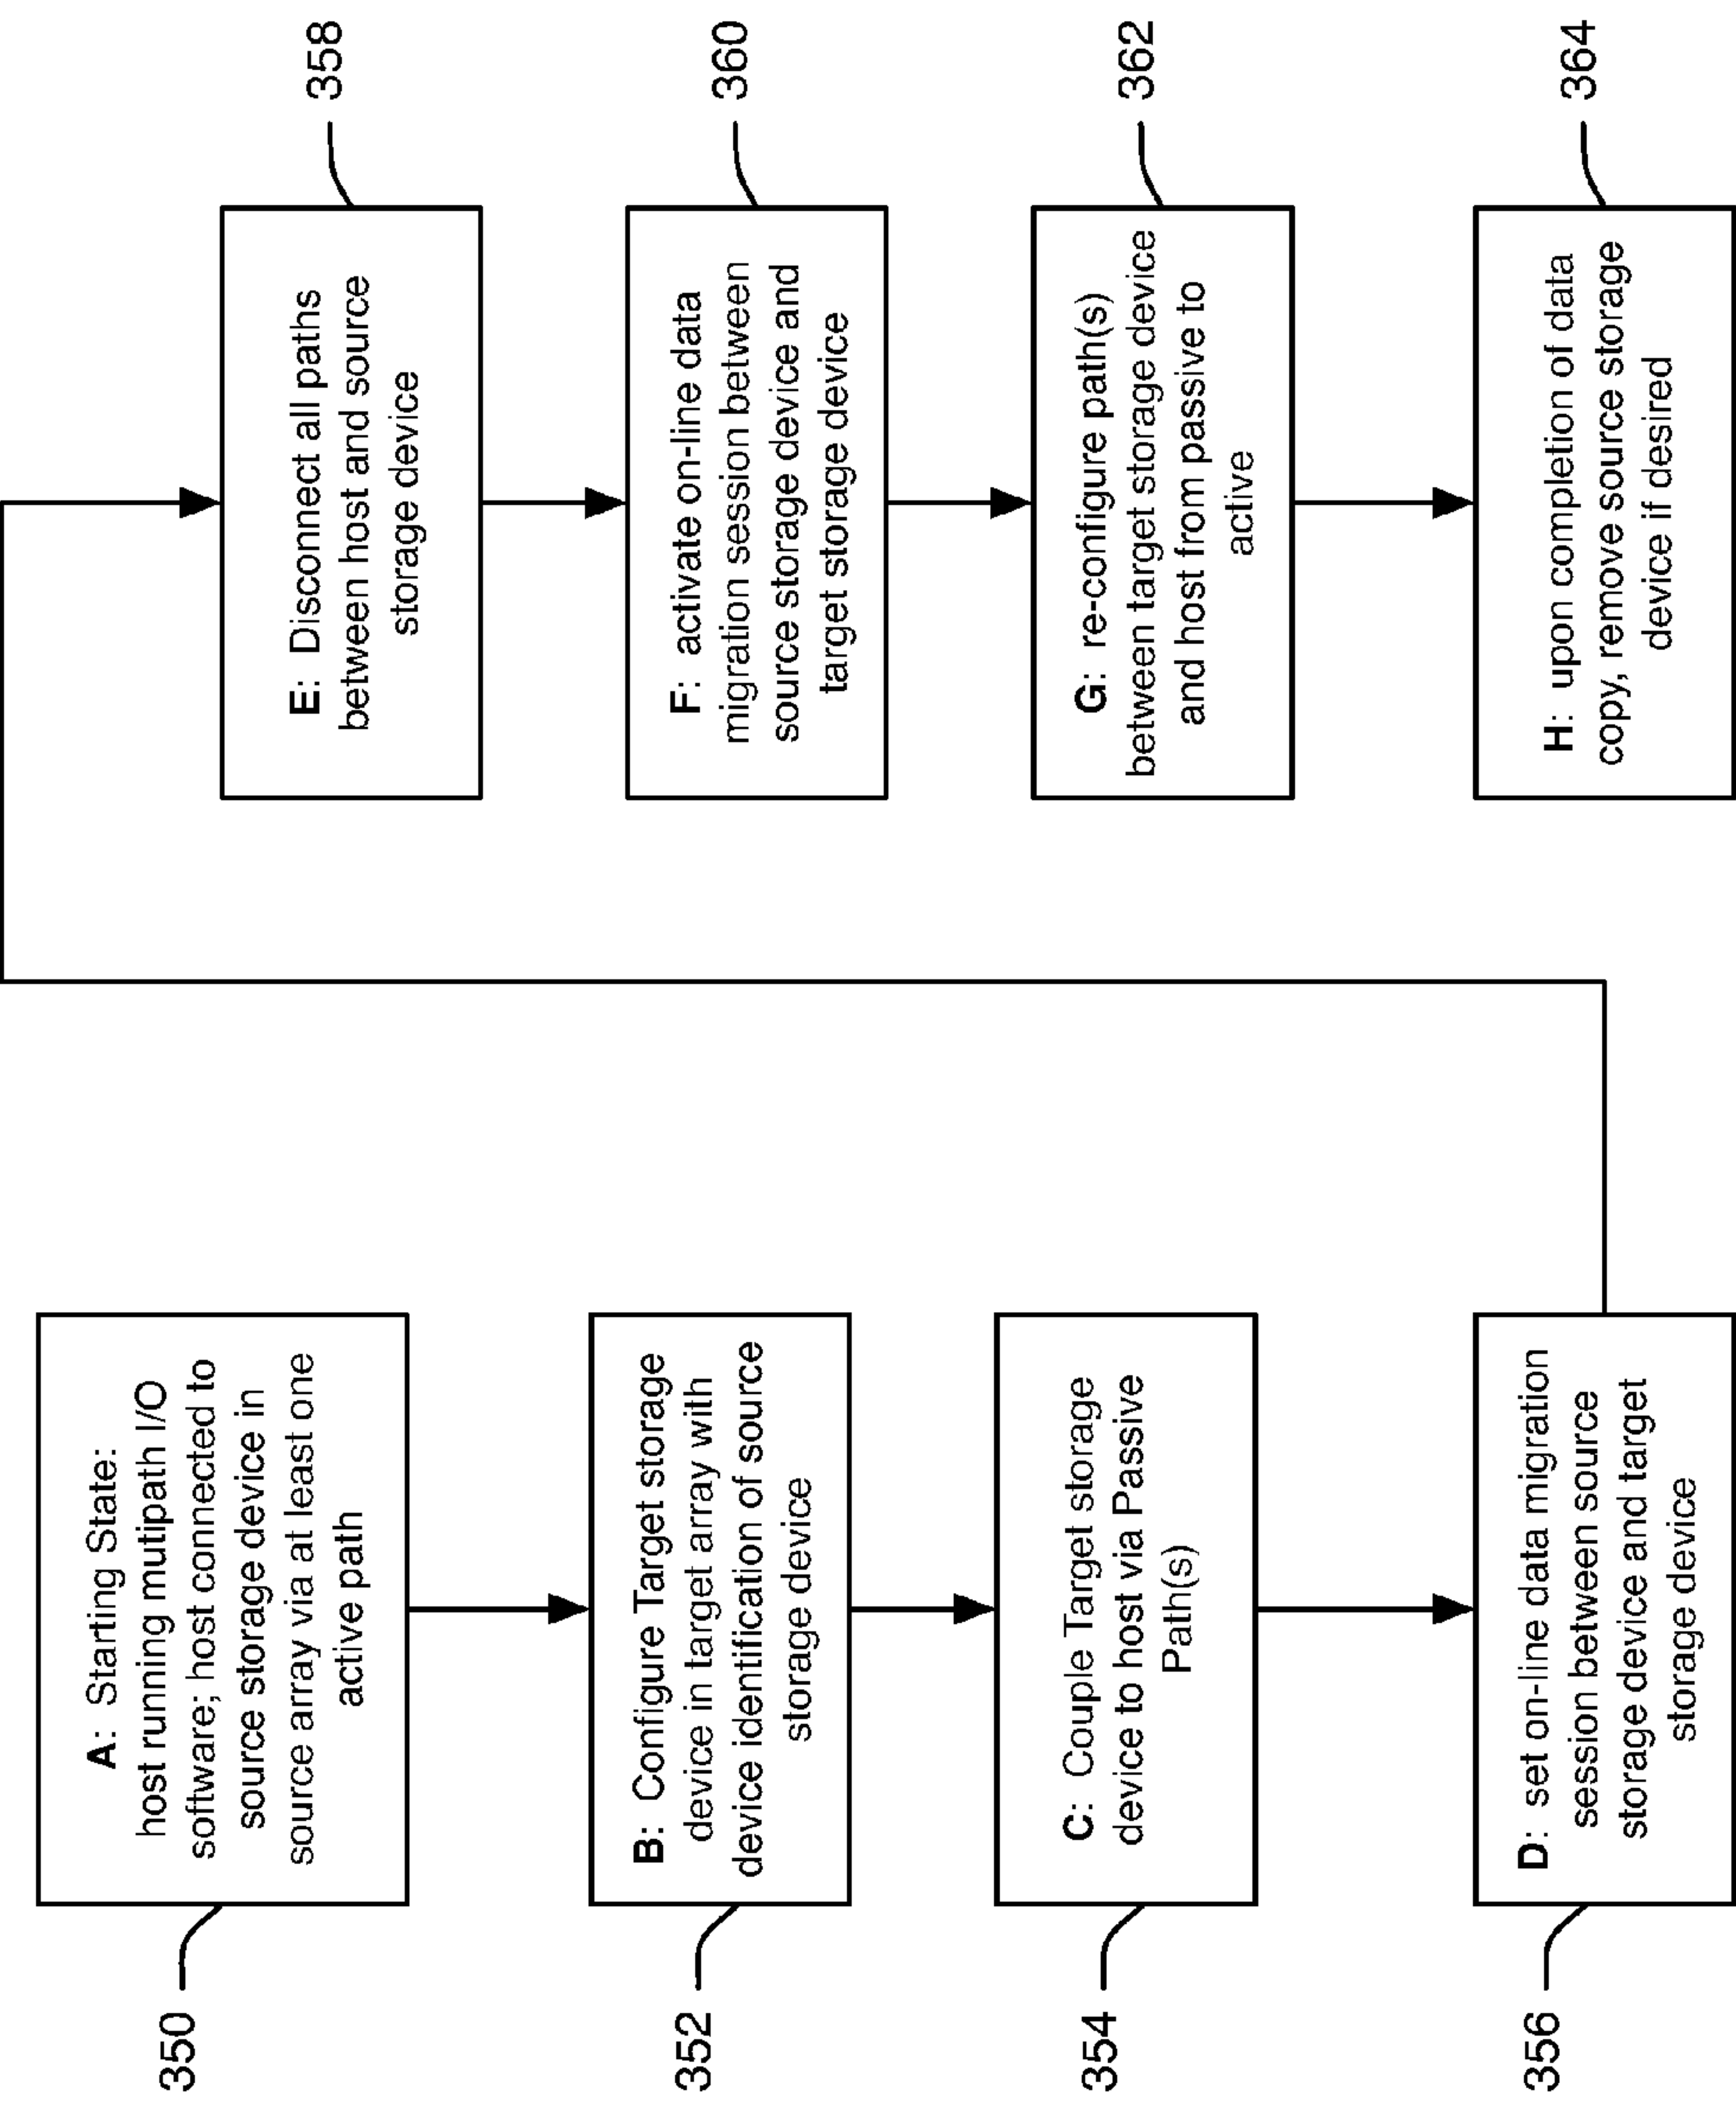 350
A: Starting State:
host running mutipath I/O
software; host connected to
source storage device in
source array via at least one
active path
352
B: Configure Target storage
device in target array with
device identification of source
storage device
354
C: Couple Target storage
device to host via Passive
Path(s)
356
D: set on-line data migration
session between source
storage device and target
storage device
358
E: Disconnect all paths
between host and source
storage device
360
F: activate on-line data
migration session between
source storage device and
target storage device
362
G: re-configure path(s)
between target storage device
and host from passive to
active
364
H: upon completion of data
copy, remove source storage
device if desired